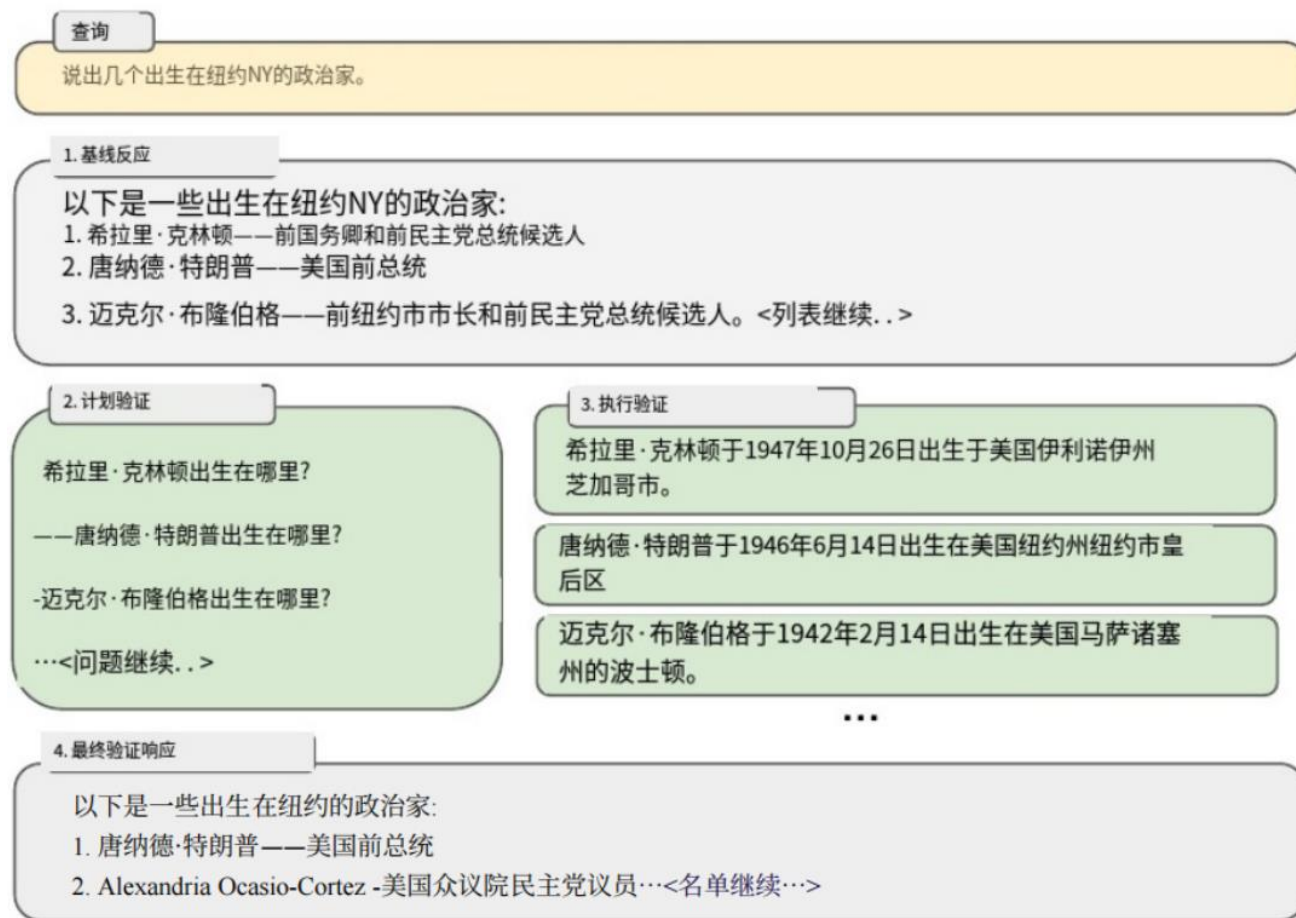 查询
说出几个出生在纽约NY的政治家。
1. 基线反应
以下是一些出生在纽约NY的政治家:
1. 希拉里·克林顿——前国务卿和前民主党总统候选人
2. 唐纳德·特朗普——美国前总统
3. 迈克尔·布隆伯格——前纽约市市长和前民主党总统候选人。<列表继续. . >
2. 计划验证
希拉里·克林顿出生在哪里?
——唐纳德·特朗普出生在哪里?
-迈克尔·布隆伯格出生在哪里?
…<问题继续. . >
3. 执行验证
希拉里·克林顿于1947年10月26日出生于美国伊利诺伊州
芝加哥市。
唐纳德·特朗普于1946年6月14日出生在美国纽约州纽约市皇
后区
迈克尔·布隆伯格于1942年2月14日出生在美国马萨诸塞
州的波士顿。
...
4. 最终验证响应
以下是一些出生在纽约的政治家:
1. 唐纳德·特朗普——美国前总统
2. Alexandria Ocasio-Cortez -美国众议院民主党议员…<名单继续…>